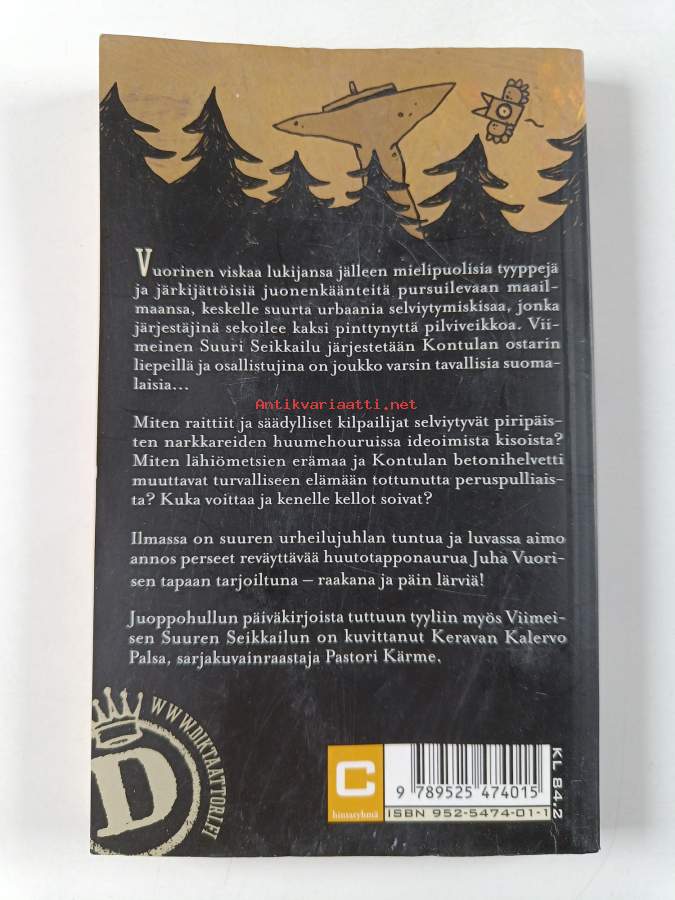 Vuorinen viskaa lukijansa jälleen mielipuolisia tyyppejä
ja järkijättöisiä juonenkäänteitä pursuilevaan maail-
maansa, keskelle suurta urbaania selviytymiskisaa, jonka
järjestäjinä sekoilee kaksi pinttynyttä pilviveikkoa. Vii-
meinen Suuri Seikkailu järjestetään Kontulan ostarin
liepeillä ja osallistujina on joukko varsin tavallisia suoma-
laisia...
Antikvariaatti.net
Miten raittiit ja säädylliset kilpailijat selviytyvät piripäis-
ten narkkareiden huumehouruissa ideoimista kisoista?
Miten lähiömetsien erämaa ja Kontulan betonihelvetti
muuttavat turvalliseen elämään tottunutta peruspulliais-
ta? Kuka voittaa ja kenelle kellot soivat?
Ilmassa on suuren urheilujuhlan tuntua ja luvassa aimo
annos perseet reväyttävää huutotapponaurua Juha Vuori-
sen tapaan tarjoiltuna – raakana ja päin lärviä!
Juoppohullun päiväkirjoista tuttuun tyyliin myös Viimei-
sen Suuren Seikkailun on kuvittanut Keravan Kalervo
Palsa, sarjakuvainraastaja Pastori Kärme.
WWW.DIKTAATTORI.FI
D
C
hintaryhmä
9 789525 474015
ISBN 952-5474-01-1
KL 84.2